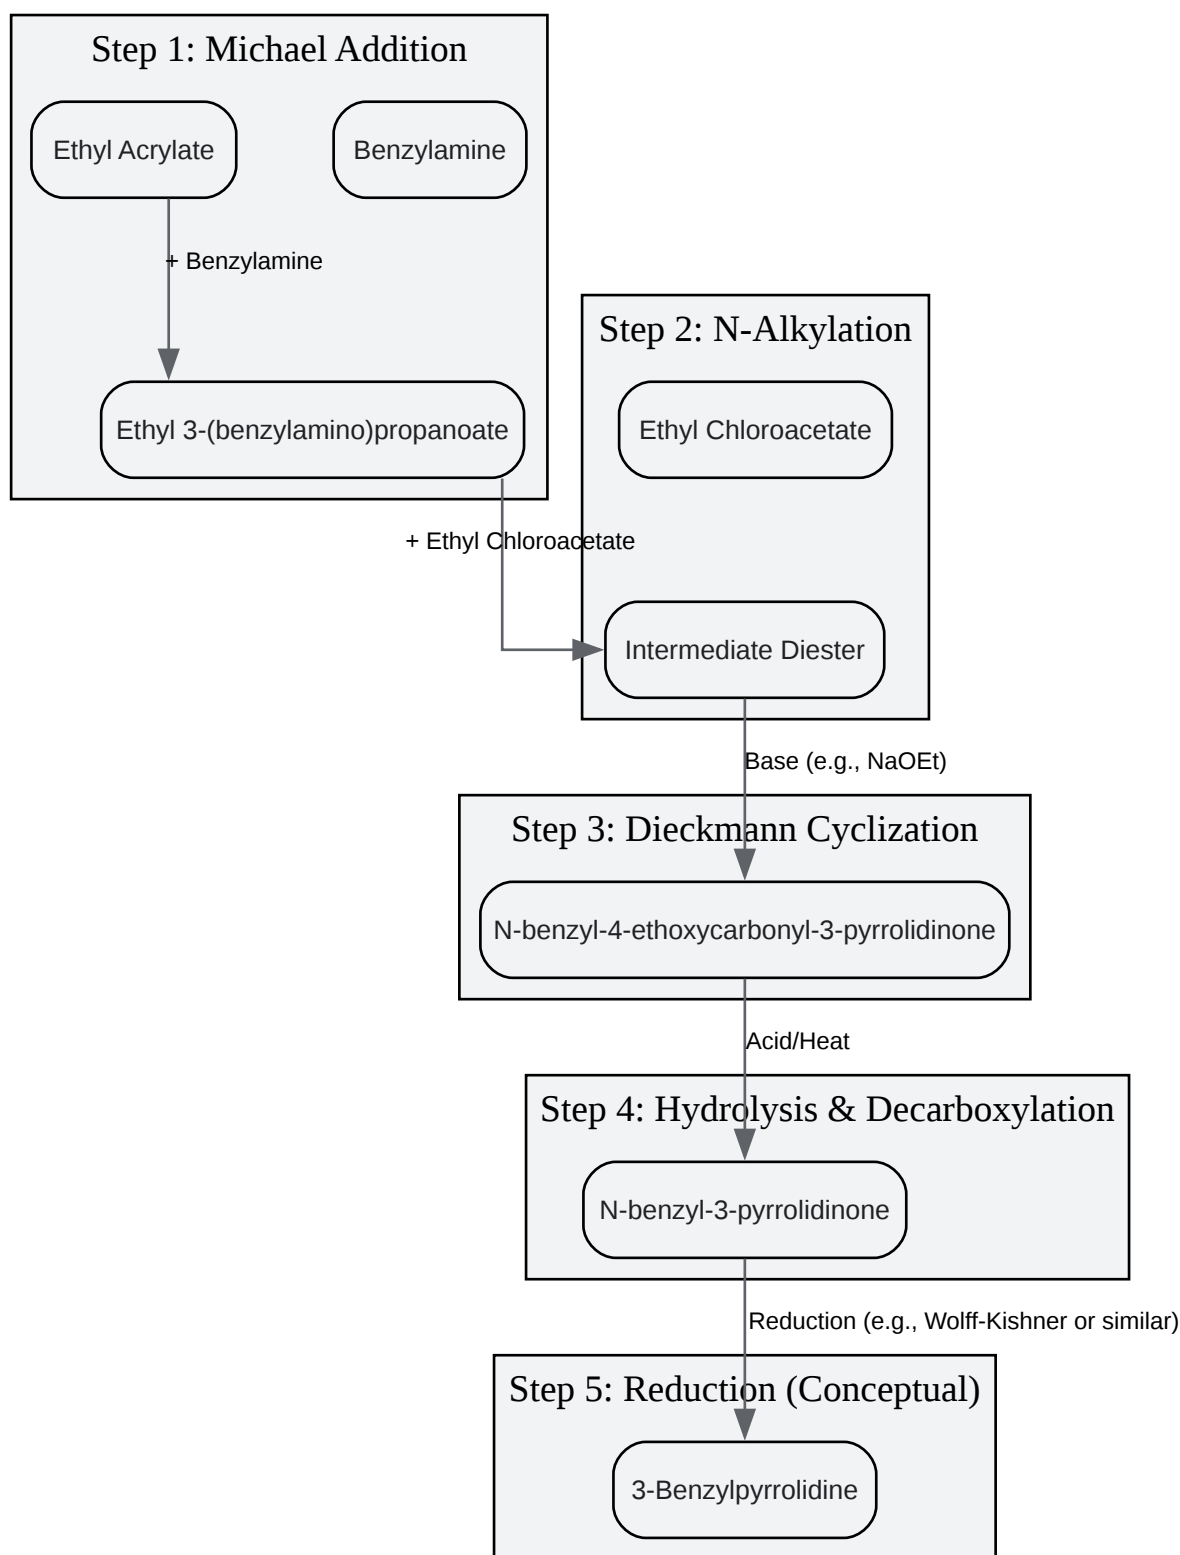 Step 1: Michael Addition
Ethyl Acrylate
Benzylamine
+ Benzylamine
Ethyl 3-(benzylamino)propanoate
Step 2: N-Alkylation
Ethyl Chloroacetate
+ Ethyl Chloroacetate
Intermediate Diester
Base (e.g., NaOEt)
Step 3: Dieckmann Cyclization
N-benzyl-4-ethoxycarbonyl-3-pyrrolidinone
Acid/Heat
Step 4: Hydrolysis & Decarboxylation
N-benzyl-3-pyrrolidinone
Reduction (e.g., Wolff-Kishner or similar)
Step 5: Reduction (Conceptual)
3-Benzylpyrrolidine